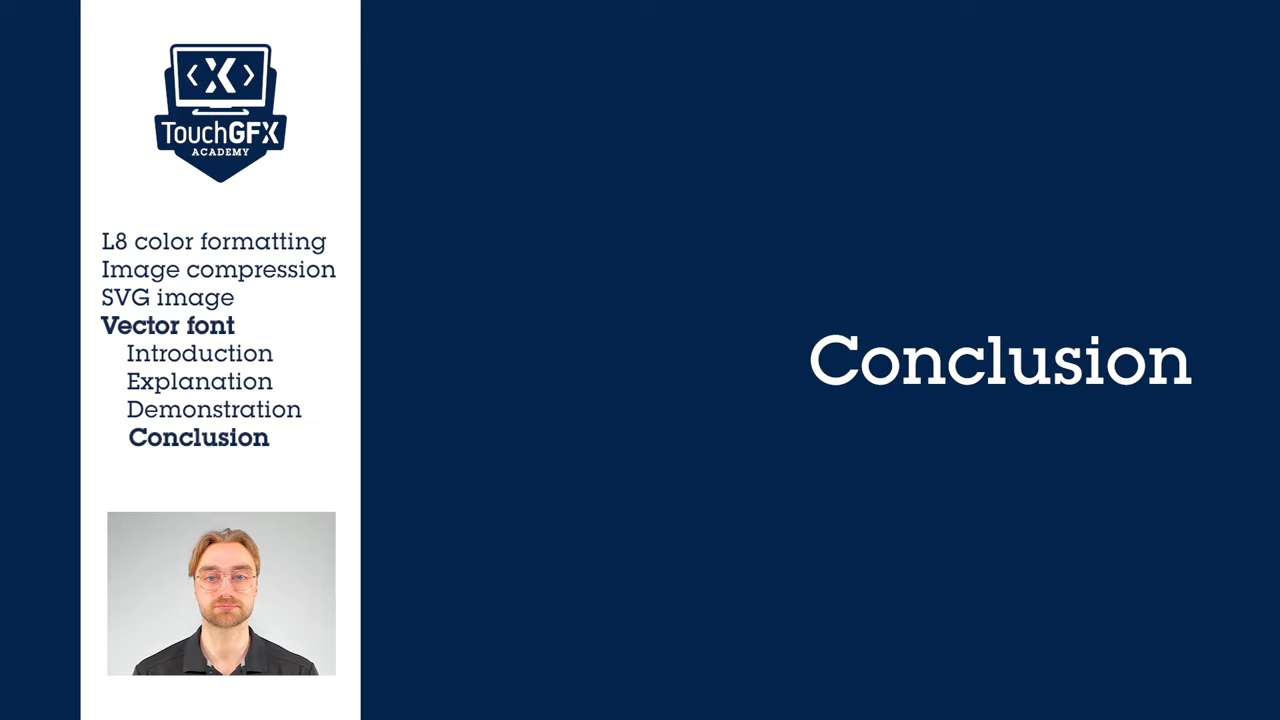 TouchGFX
ACADEMY
L8 color formatting
Image compression
SVG image
Vector font
Introduction
Explanation
Demonstration
Conclusion
Conclusion